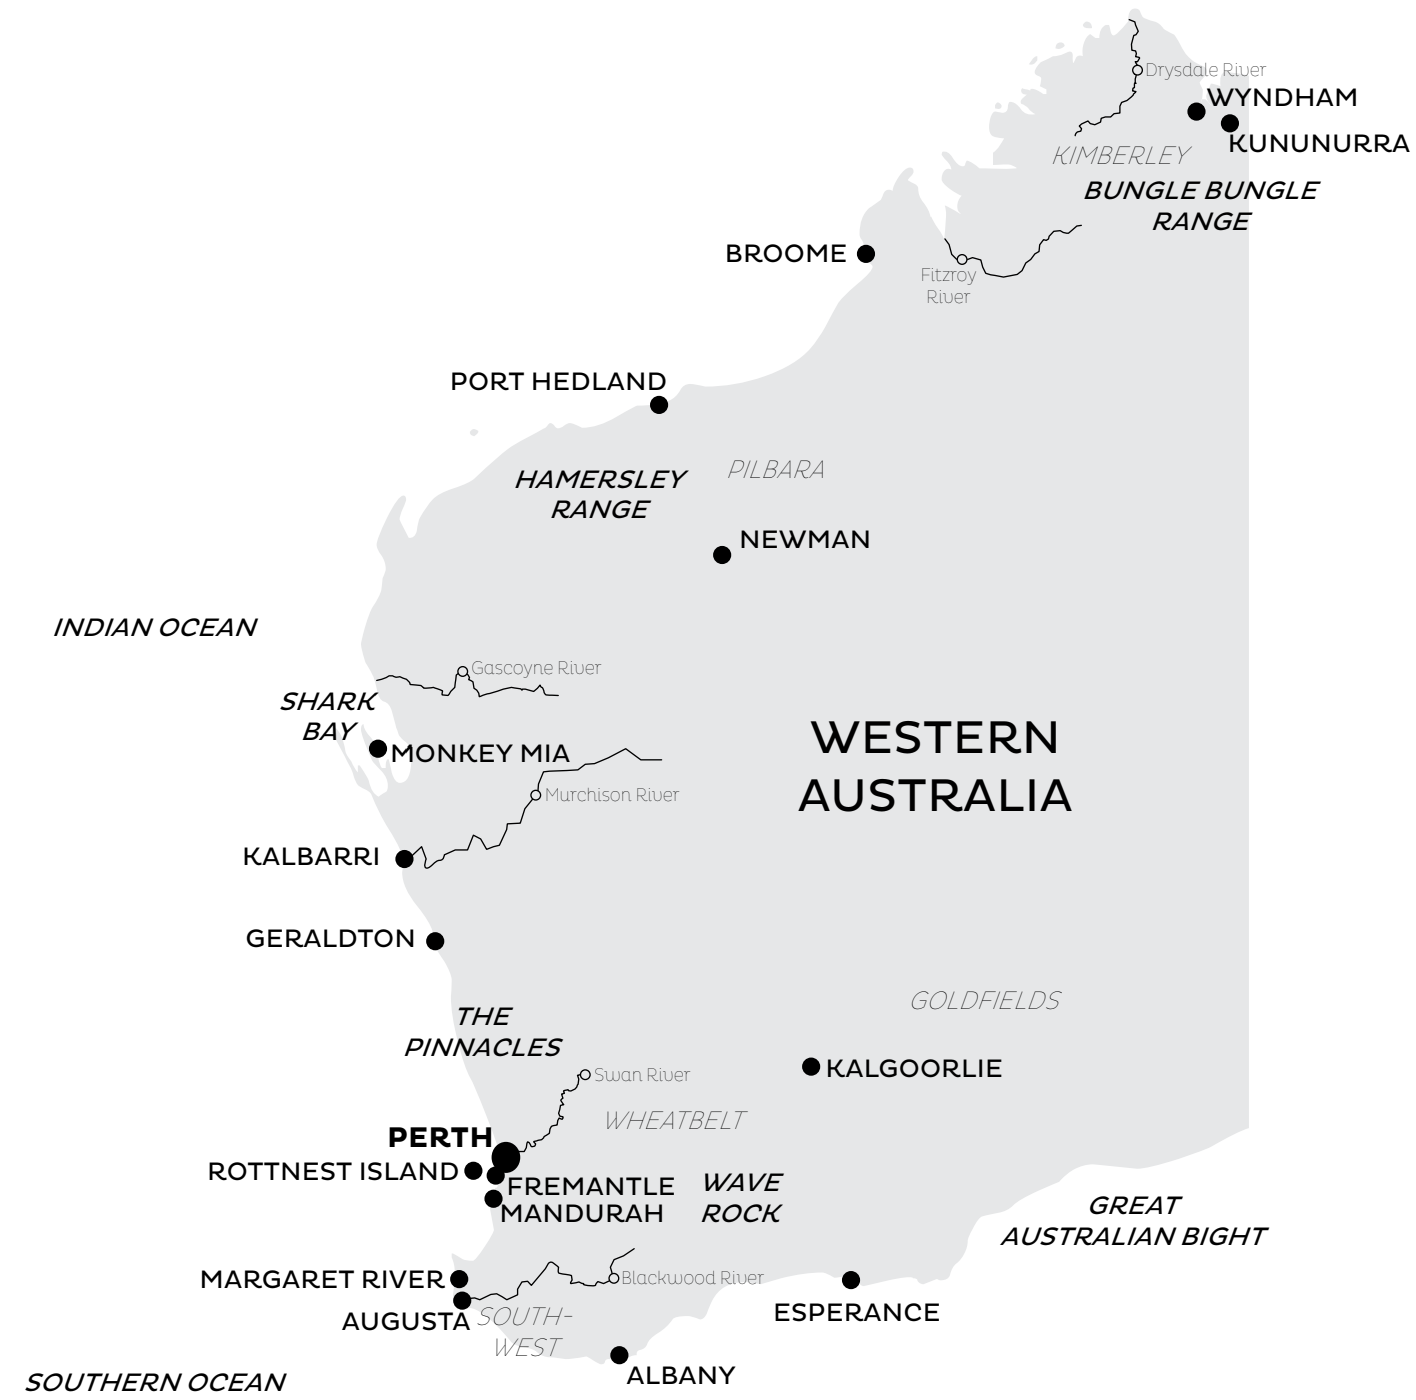 Drysdale River
WYNDHAM
KUNUNURRA
KIMBERLEY
BUNGLE BUNGLE
RANGE
BROOME
Fitzroy
River
PORT HEDLAND
HAMERSLEY
RANGE
PILBARA
NEWMAN
INDIAN OCEAN
Gascoyne River
SHARK
BAY
MONKEY MIA
WESTERN
AUSTRALIA
Murchison River
KALBARRI
GERALDTON
THE
PINNACLES
GOLDFIELDS
KALGOORLIE
Swan River
WHEATBELT
PERTH
ROTTNEST ISLAND
FREMANTLE
MANDURAH
WAVE
ROCK
GREAT
AUSTRALIAN BIGHT
MARGARET RIVER
Blackwood River
AUGUSTA
SOUTH-
WEST
ESPERANCE
ALBANY
SOUTHERN OCEAN